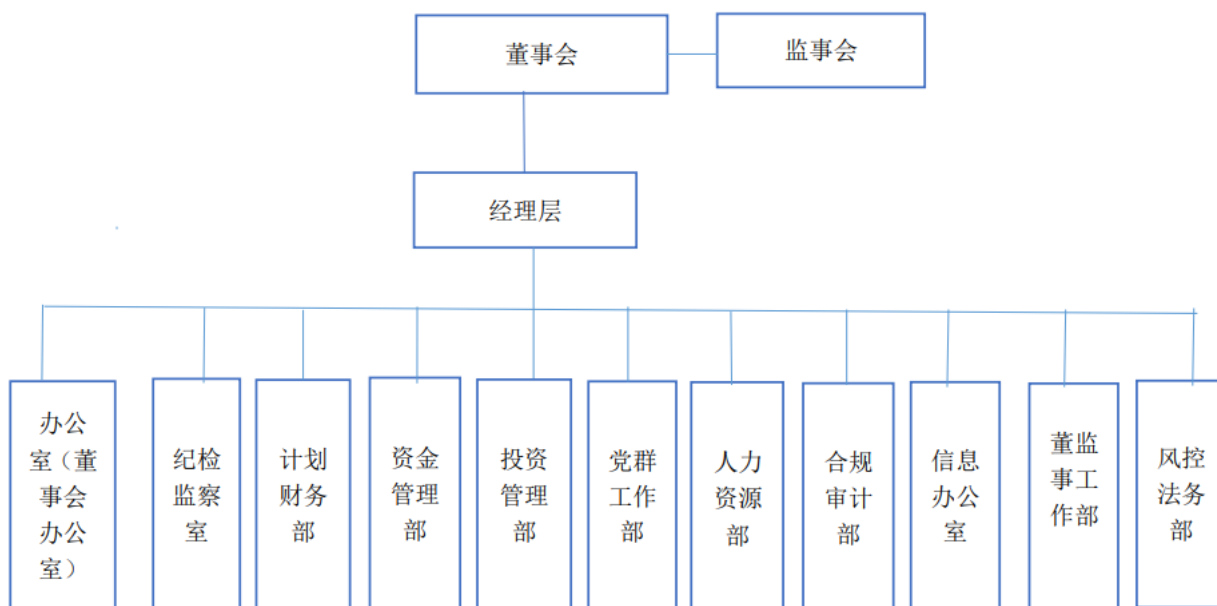 董事会
监事会
经理层
办公
室（董
事会
办公
室）
纪检
监察
室
计划
财务
部
资金
管理
部
投资
管理
部
党群
工作
部
人力
资源
部
合规
审计
部
信息
办公
室
董监
事工
作部
风控
法务
部